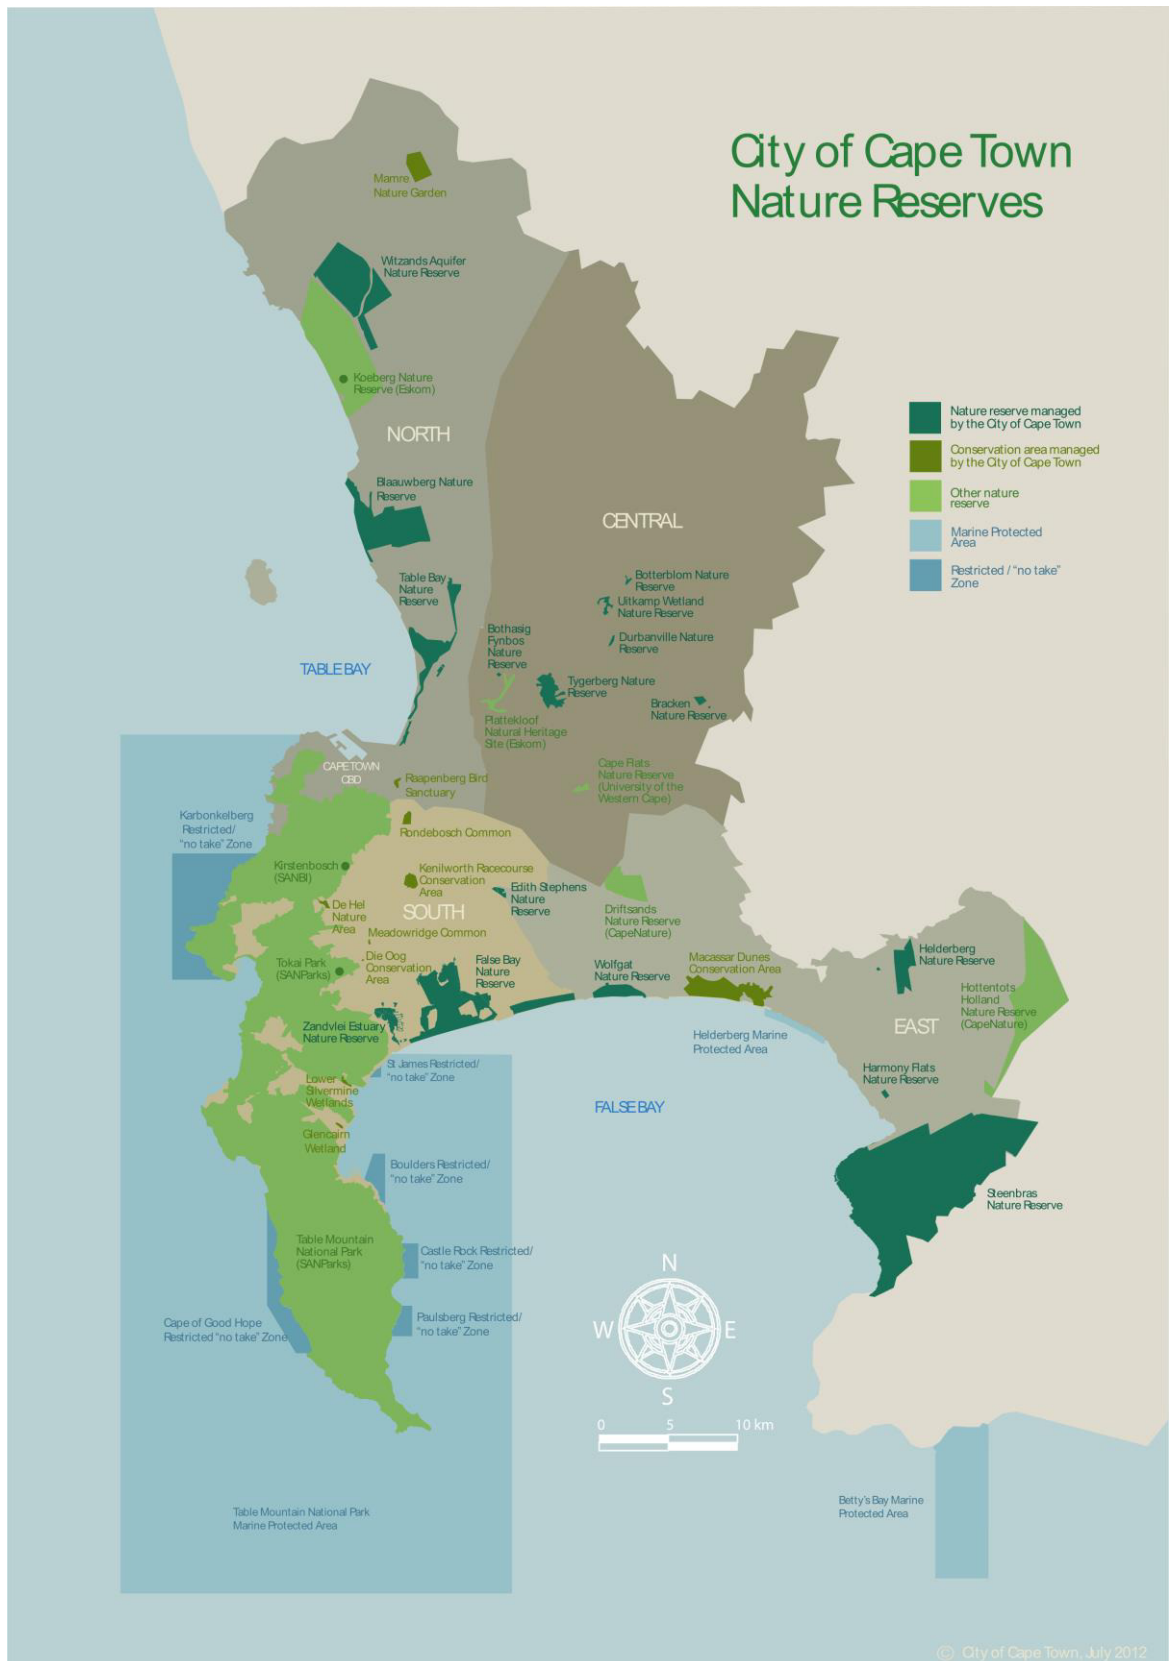 City of Cape Town
Nature Reserves
Mamre
Nature Garden
Witzands Aquifer
Nature Reserve
Koeberg Nature
Reserve (Eskom)
NORTH
Nature reserve managed
by the City of Cape Town
Conservation area managed
by the City of Cape Town
Other nature
reserve
Marine Protected
Area
Restricted / "no take"
Zone
Blaauwberg Nature
Reserve
CENTRAL
Table Bay
Nature
Reserve
Botterblom Nature
Reserve
Uitkamp Wetland
Nature Reserve
Durbanville Nature
Reserve
Bothasig
Fynbos
Nature
Reserve
TABLE BAY
Tygerberg Nature
Reserve
Bracken
Nature Reserve
Plattekloof
Natural Heritage
Site (Eskom)
CAPE TOWN
CBD
Raapenberg Bird
Sanctuary
Cape Flats
Nature Reserve
(University of the
Western Cape)
Karbonkelberg
Restricted/
"no take" Zone
Rondebosch Common
Kirstenbosch
(SANBI)
Kenilworth Racecourse
Conservation
Area
Edith Stephens
Nature
Reserve
De Hel
Nature
Area
SOUTH
Driftsands
Nature Reserve
(CapeNature)
Meadowridge Common
Tokai Park
(SANParks)
Die Oog
Conservation
Area
False Bay
Nature
Reserve
Wolfgat
Nature Reserve
Macassar Dunes
Conservation Area
Helderberg
Nature Reserve
Hottentots
Holland
Nature Reserve
(CapeNature)
Zandvlei Estuary
Nature Reserve
EAST
Helderberg Marine
Protected Area
St James Restricted/
"no take" Zone
Harmony Flats
Nature Reserve
Lower
Silvermine
Wetlands
FALSE BAY
Glencairn
Wetland
Boulders Restricted/
"no take" Zone
Steenbras
Nature Reserve
Table Mountain
National Park
(SANParks)
Castle Rock Restricted/
"no take" Zone
Cape of Good Hope
Restricted "no take" Zone
Paulsberg Restricted/
"no take" Zone
N
W E
S
0 5 10 km
Table Mountain National Park
Marine Protected Area
Betty's Bay Marine
Protected Area
© City of Cape Town, July 2012